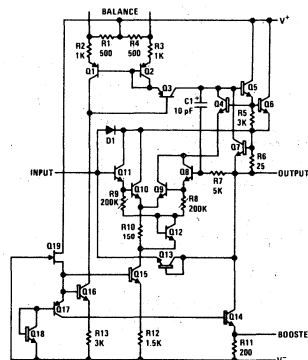 BALANCE
V+
R2 1K
R1 500
R4 500
R3 1K
Q1
Q2
Q3
Q5
Q4
Q6
C1 10 pF
R5 3K
Q7
D1
R6 25
INPUT
Q11
Q10
Q9
Q8
R7 5K
OUTPUT
R9 200K
R8 200K
Q12
R10 150
Q13
Q19
Q15
Q16
Q17
Q14
Q18
BOOSTER
R13 3K
R12 1.5K
R11 200
V−